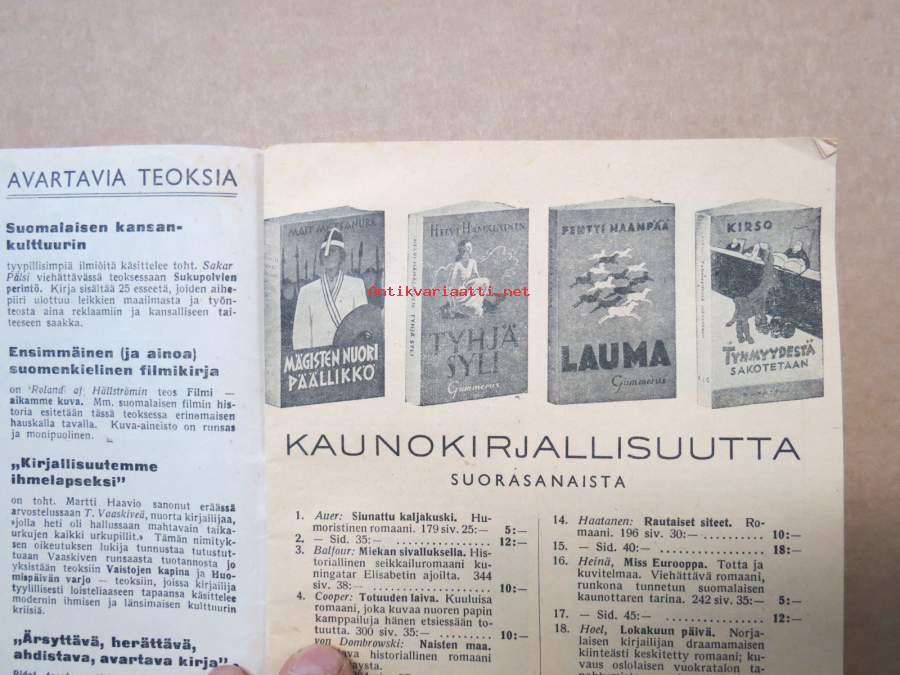 AVARTAVIA TEOKSIA
Suomalaisen kansan-
kulttuurin
tyypillisimpiä ilmiöitä käsittelee toht. Sakar
Pälsi viehättävässä teoksessaan Sukupolvien
perintö. Kirja sisältää 25 esseetä, joiden aihe-
piiri ulottuu leikkien maailmasta ja työn-
teosta aina reklaamiin ja kansalliseen tai-
teeseen saakka.
Ensimmäinen (ja ainoa)
suomenkielinen filmikirja
on Roland af Hällströmin teos Filmi —
aikamme kuva. Mm. suomalaisen filmin his-
toria esitetään tässä teoksessa erinomaisen
hauskalla tavalla. Kuva-aineisto on runsas
ja monipuolinen.
„Kirjallisuutemme
ihmelapseksi”
on toht. Martti Haavio sanonut eräässä
arvostelussaan T. Vaaskiveä, nuorta kirjailijaa,
»jolla heti oli hallussaan mahtavain taika-
urkujen kaikki urkupillit.» Tämän nimityk-
sen oikeutuksen lukija tunnustaa tutustut-
tuaan Vaaskiven runsaasta tuotannosta jo
yksistään teoksiin Vaistojen kapina ja Huo-
mispäivän varjo — teoksiin, joissa kirjailija
tyylillisesti loisteliaaseen tapaansa käsittelee
modernin ihmisen ja länsimaisen kulttuurin
kriisiä.
„Ärsyttävä, herättävä,
ahdistava, avartava kirja”
MATT
MÄGISTEN NUORI
PÄÄLLIKKÖ
HELVI HÄMÄLÄINEN
TYHJÄ
SYLI
Gummerus
TYHJÄ SYLI
PENTTI HAANPÄÄ
LAUMA
Gummerus
KIRSO
TYHMYYDESTÄ
SAKOTETAAN
Antikvariaatti.net
KAUNOKIRJALLISUUTTA
SUORASANAISTA
1. Auer: Siunattu kaljakuski. Hu-
moristinen romaani. 179 siv. 25:— 5:—
2. — Sid. 35:— 12:—
3. Balfour: Miekan sivalluksella. His-
toriallinen seikkailuromaani ku-
ningatar Elisabetin ajoilta. 344
siv. 38:— 10:—
4. Cooper: Totuuden laiva. Kuuluisa
romaani, joka kuvaa nuoren papin
kamppailuja hänen etsiessään to-
tuutta. 300 siv. 35:— 10:—
von Dombrowski: Naisten maa.
ava historiallinen romaani
aysta.
14. Haatanen: Rautaiset siteet. Ro-
maani. 196 siv. 30:— 10:—
15. — Sid. 40:— 18:—
16. Heinä, Miss Eurooppa. Totta ja
kuvitelmaa. Viehättävä romaani,
runkona tunnetun suomalaisen
kaunottaren tarina. 242 siv. 35:— 5:—
17. — Sid. 45:— 12:—
18. Hoel, Lokakuun päivä. Norja-
laisen kirjailijan draamamaisen
kiinteästi keskitetty romaani; ku-
vaus oslolaisen vuokratalon ta-